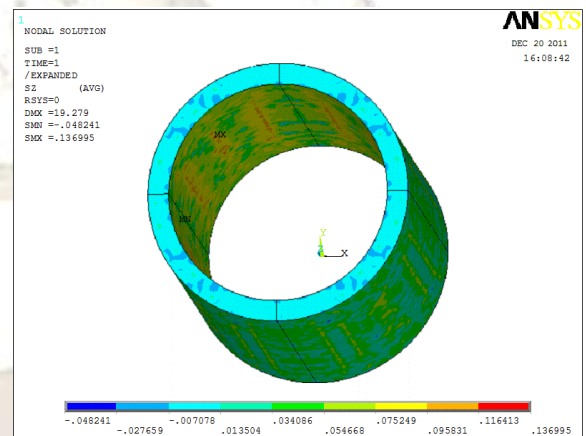 1
NODAL SOLUTION
SUB =1
TIME=1
/EXPANDED
SZ (AVG)
RSYS=0
DMX =19.279
SMN =-.048241
SMX =.136995
ANSYS
DEC 20 2011
16:08:42
MX
MN
Y
X
-.048241 -.007078 .034086 .075249 .116413
-.027659 .013504 .054668 .095831 .136995